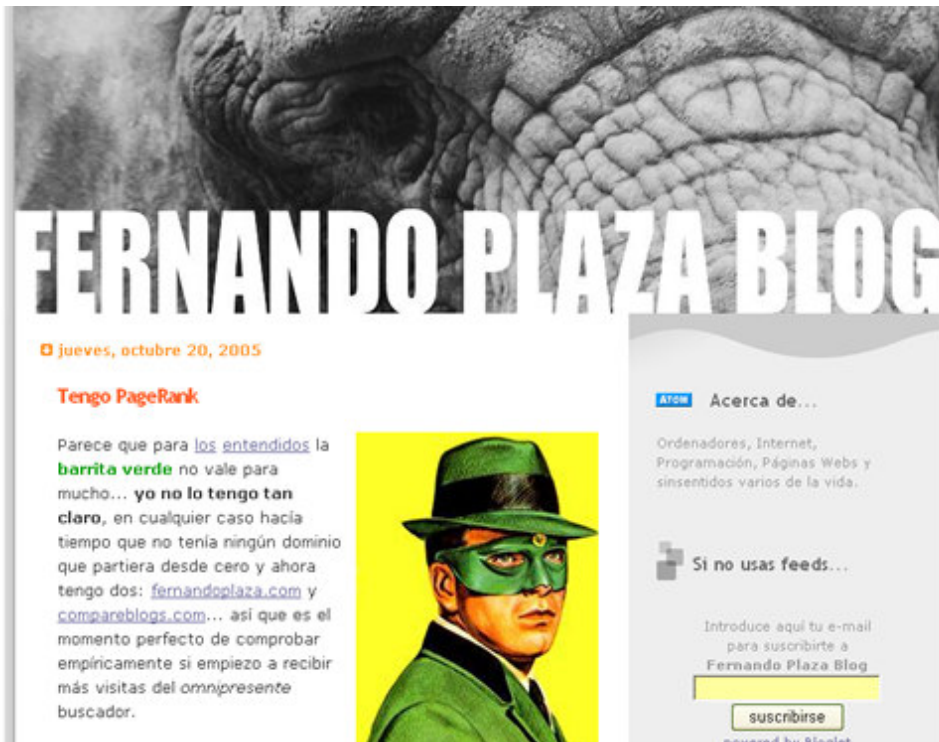 FERNANDO PLAZA BLOG
jueves, octubre 20, 2005
Tengo PageRank
Parece que para los entendidos la
barrita verde no vale para
mucho... yo no lo tengo tan
claro, en cualquier caso hacía
tiempo que no tenía ningún dominio
que partiera desde cero y ahora
tengo dos: fernandoplaza.com y
compareblogs.com... así que es el
momento perfecto de comprobar
empíricamente si empiezo a recibir
más visitas del omnipresente
buscador.
ATOM Acerca de...
Ordenadores, Internet,
Programación, Páginas Webs y
sinsentidos varios de la vida.
Si no usas feeds...
Introduce aquí tu e-mail
para suscribirte a
Fernando Plaza Blog
suscribirse
powered by Bloglet